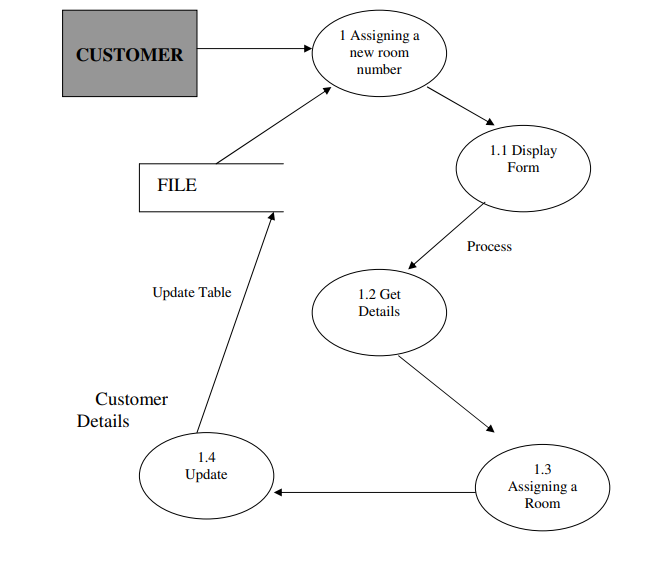 CUSTOMER
1 Assigning a
new room
number
1.1 Display
Form
FILE
Process
Update Table
1.2 Get
Details
Customer
Details
1.4
Update
1.3
Assigning a
Room